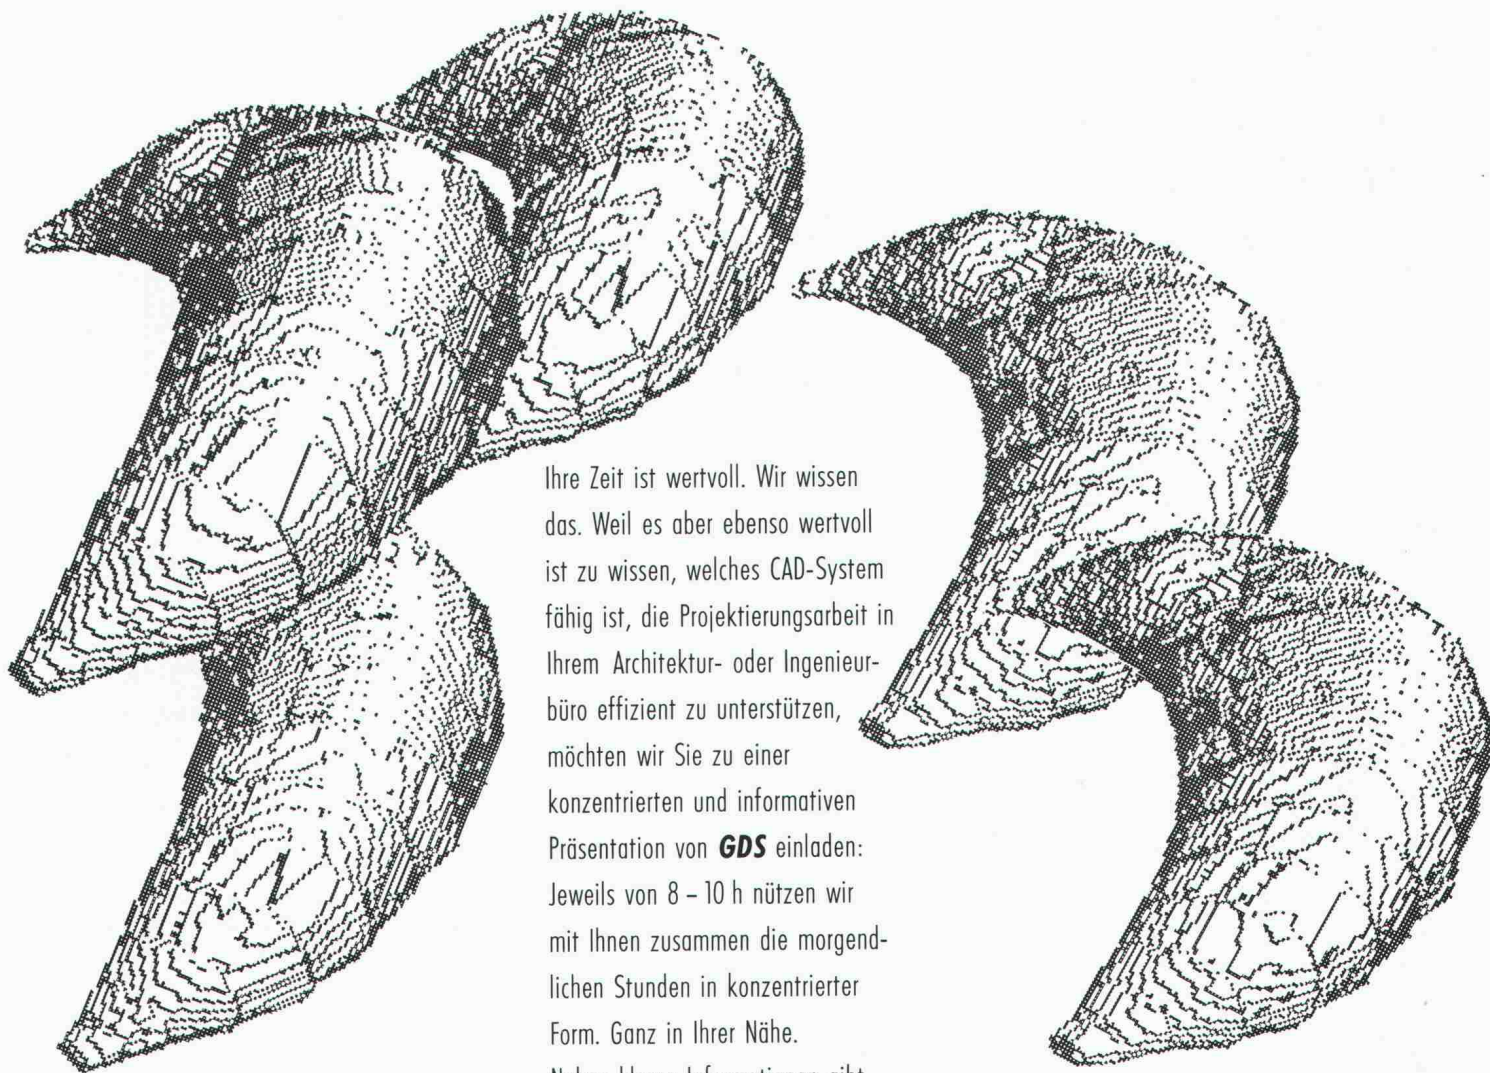 Ihre Zeit ist wertvoll. Wir wissen
das. Weil es aber ebenso wertvoll
ist zu wissen, welches CAD-System
fähig ist, die Projektierungsarbeit in
Ihrem Architektur- oder Ingenieur-
büro effizient zu unterstützen,
möchten wir Sie zu einer
konzentrierten und informativen
Präsentation von GDS einladen:
Jeweils von 8 – 10 h nützen wir
mit Ihnen zusammen die morgend-
lichen Stunden in konzentrierter
Form. Ganz in Ihrer Nähe.